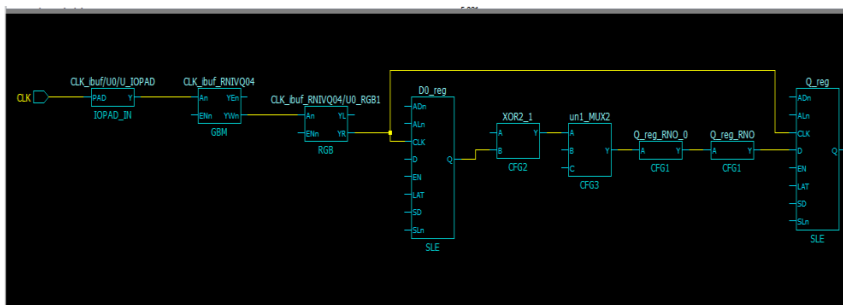 CLK
CLK_ibuf/U0/U_IOPAD
PAD Y
IOPAD_IN
CLK_ibuf_RNIVQ04
An YEn
ENn YWn
GBM
CLK_ibuf_RNIVQ04/U0_RGB1
An YL
ENn YR
RGB
D0_reg
ADn
ALn
CLK
D Q
EN
LAT
SD
SLn
SLE
XOR2_1
A Y
B
CFG2
un1_MUX2
A
B Y
C
CFG3
Q_reg_RNO_0
A Y
CFG1
Q_reg_RNO
A Y
CFG1
Q_reg
ADn
ALn
CLK
D Q
EN
LAT
SD
SLn
SLE